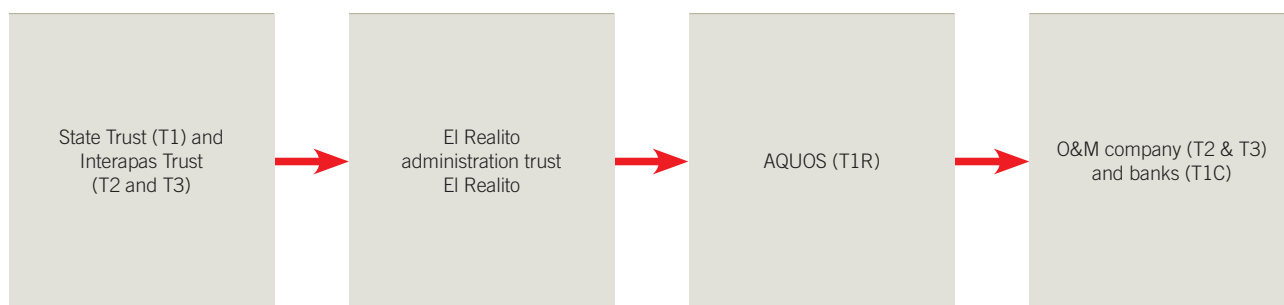 State Trust (T1) and
Interapas Trust
(T2 and T3)
El Realito
administration trust
El Realito
AQUOS (T1R)
O&M company (T2 & T3)
and banks (T1C)